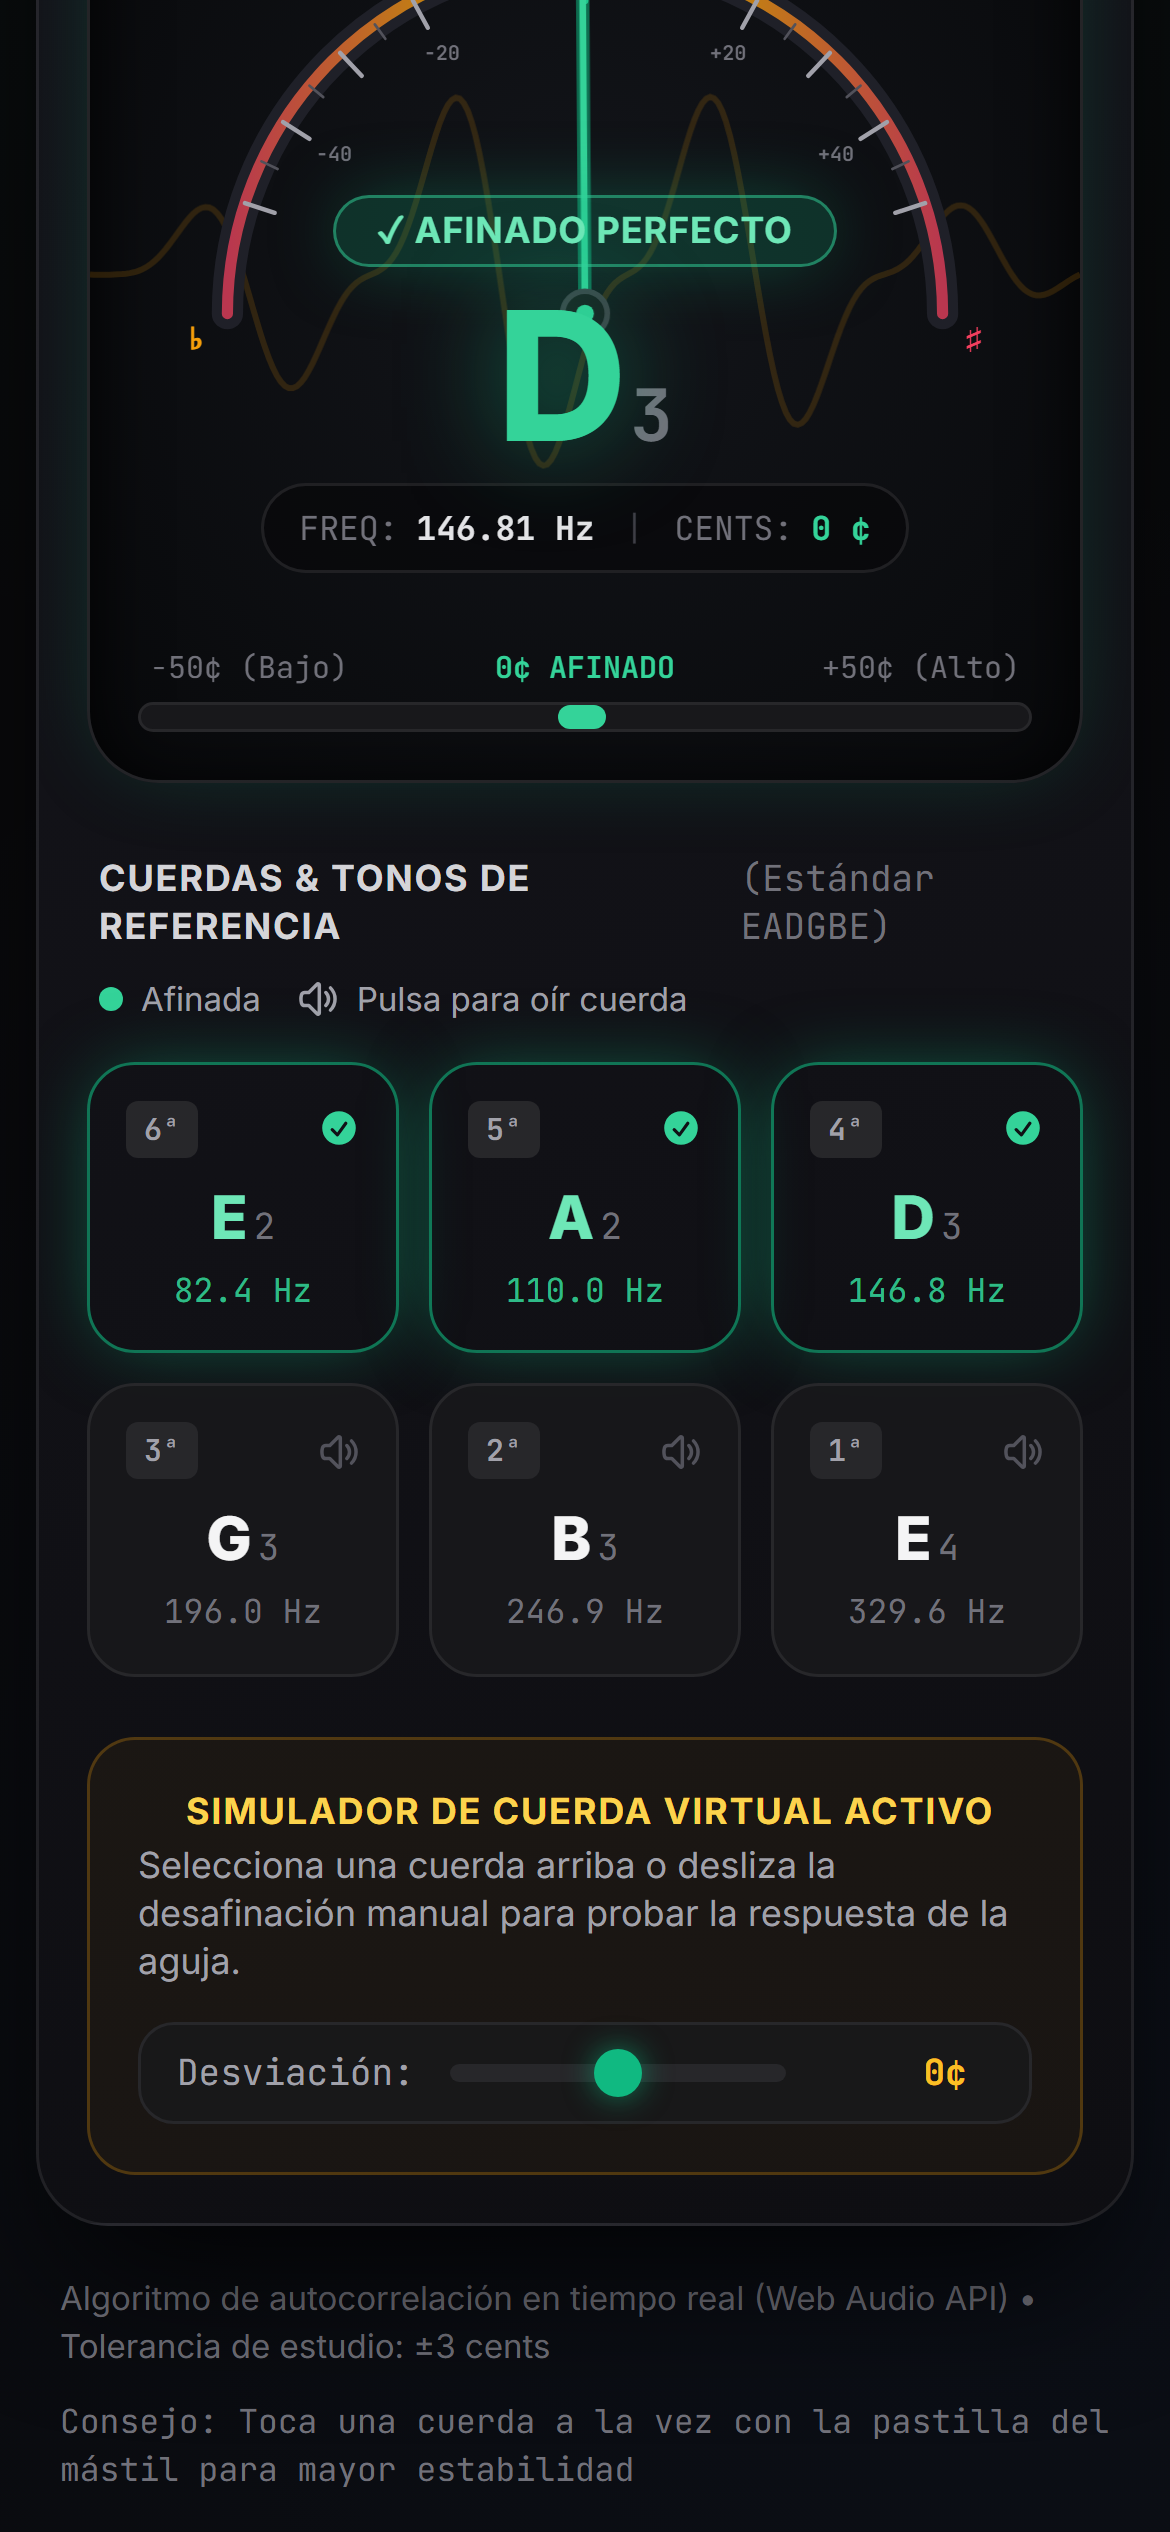 -20 +20
-40 +40
✓ AFINADO PERFECTO
♭ ♯
D3
FREQ: 146.81 Hz | CENTS: 0 ¢
-50¢ (Bajo) 0¢ AFINADO +50¢ (Alto)
CUERDAS & TONOS DE
REFERENCIA
(Estándar
EADGBE)
Afinada Pulsa para oír cuerda
6ª 5ª 4ª
E2 A2 D3
82.4 Hz 110.0 Hz 146.8 Hz
3ª 2ª 1ª
G3 B3 E4
196.0 Hz 246.9 Hz 329.6 Hz
SIMULADOR DE CUERDA VIRTUAL ACTIVO
Selecciona una cuerda arriba o desliza la
desafinación manual para probar la respuesta de la
aguja.
Desviación: 0¢
Algoritmo de autocorrelación en tiempo real (Web Audio API) •
Tolerancia de estudio: ±3 cents
Consejo: Toca una cuerda a la vez con la pastilla del
mástil para mayor estabilidad